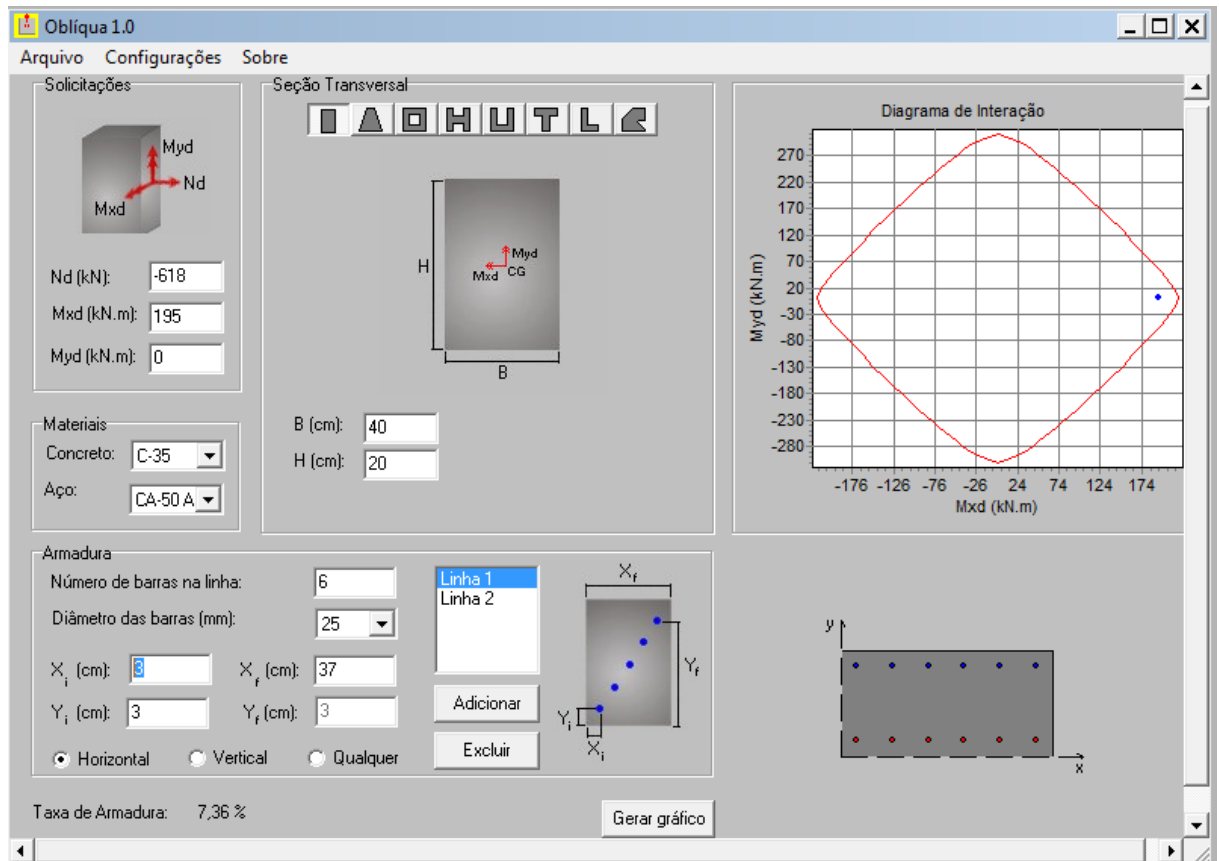 Oblíqua 1.0
Arquivo Configurações Sobre
Solicitações
Myd
Nd
Mxd
Nd (kN): -618
Mxd (kN.m): 195
Myd (kN.m): 0
Materiais
Concreto: C-35
Aço: CA-50 A
Seção Transversal
H
Myd
Mxd CG
B
B (cm): 40
H (cm): 20
Diagrama de Interação
Myd (kN.m)
270
220
170
120
70
20
-30
-80
-130
-180
-230
-280
-176 -126 -76 -26 24 74 124 174
Mxd (kN.m)
Armadura
Número de barras na linha: 6
Diâmetro das barras (mm): 25
Xi (cm): 3 Xf (cm): 37
Yi (cm): 3 Yf (cm): 3
Horizontal Vertical Qualquer
Linha 1
Linha 2
Adicionar
Excluir
Xf
Yf
Yi
Xi
y
x
Taxa de Armadura: 7,36 %
Gerar gráfico